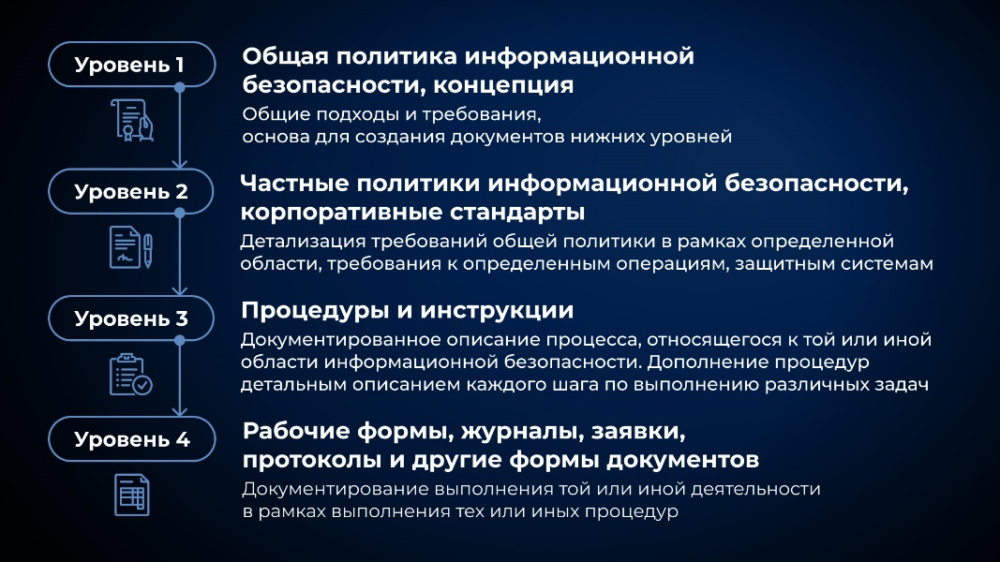 Уровень 1
Общая политика информационной
безопасности, концепция
Общие подходы и требования,
основа для создания документов нижних уровней
Уровень 2
Частные политики информационной безопасности,
корпоративные стандарты
Детализация требований общей политики в рамках определенной
области, требования к определенным операциям, защитным системам
Уровень 3
Процедуры и инструкции
Документированное описание процесса, относящегося к той или иной
области информационной безопасности. Дополнение процедур
детальным описанием каждого шага по выполнению различных задач
Уровень 4
Рабочие формы, журналы, заявки,
протоколы и другие формы документов
Документирование выполнения той или иной деятельности
в рамках выполнения тех или иных процедур